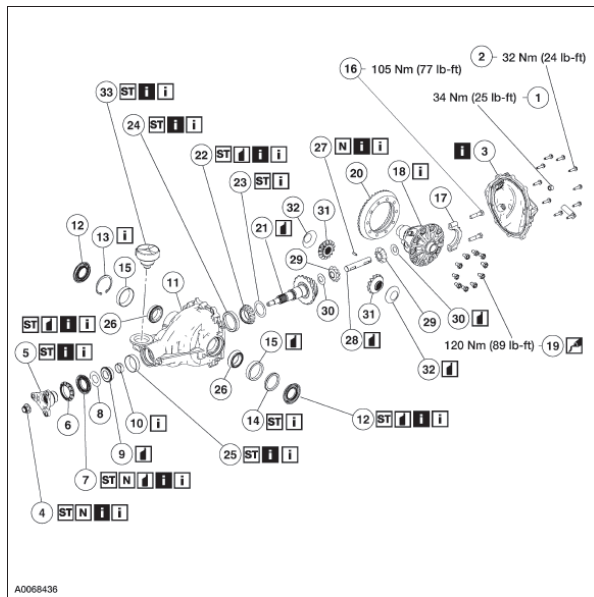 2 32 Nm (24 lb-ft)
16 105 Nm (77 lb-ft)
33 ST i i
34 Nm (25 lb-ft) 1
24 ST i i
27 N i i
i 3
22 ST i i
20
18 i
17
23 ST i
32
31
12
13 i
21
15
11
29
30
26
31
29
30
28
32
120 Nm (89 lb-ft) 19
ST i i
5 ST i i
15
26
6
8
10 i
14 ST i
12 ST i i
9
25 ST i i
7 ST N i i
4 ST N i i
A0068436